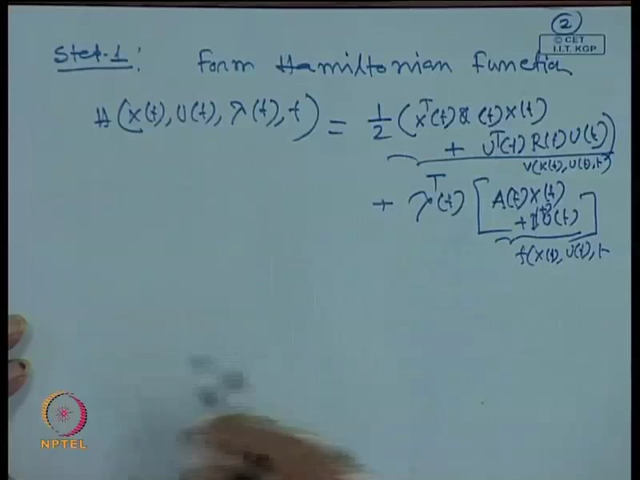 2
© CET
I.I.T. KGP
Step-1: Form Hamiltonian Function
H(X(t), U(t), λ(t), t) = 1/2 (X^T(t) Q(t) X(t)
+ U^T(t) R(t) U(t))
V(X(t), U(t), t
+ λ^T(t) [A(t) X(t)
+ U(t)]
f(X(t), U(t), t
NPTEL